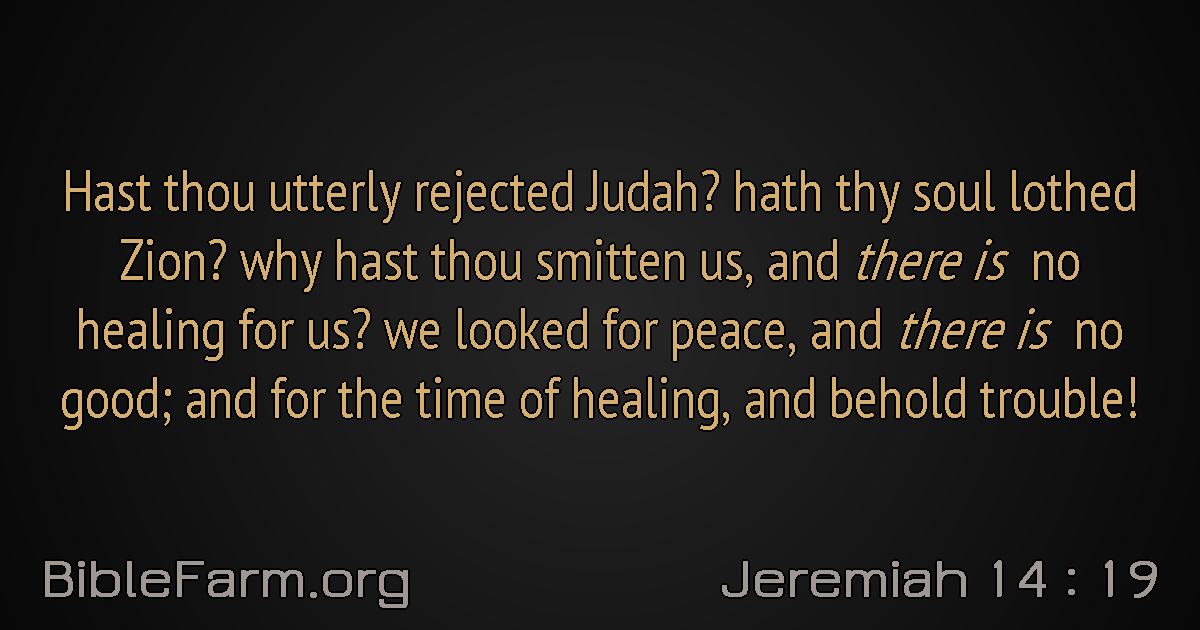 Hast thou utterly rejected Judah? hath thy soul lothed
Zion? why hast thou smitten us, and there is no
healing for us? we looked for peace, and there is no
good; and for the time of healing, and behold trouble!
BibleFarm.org
Jeremiah 14 : 19